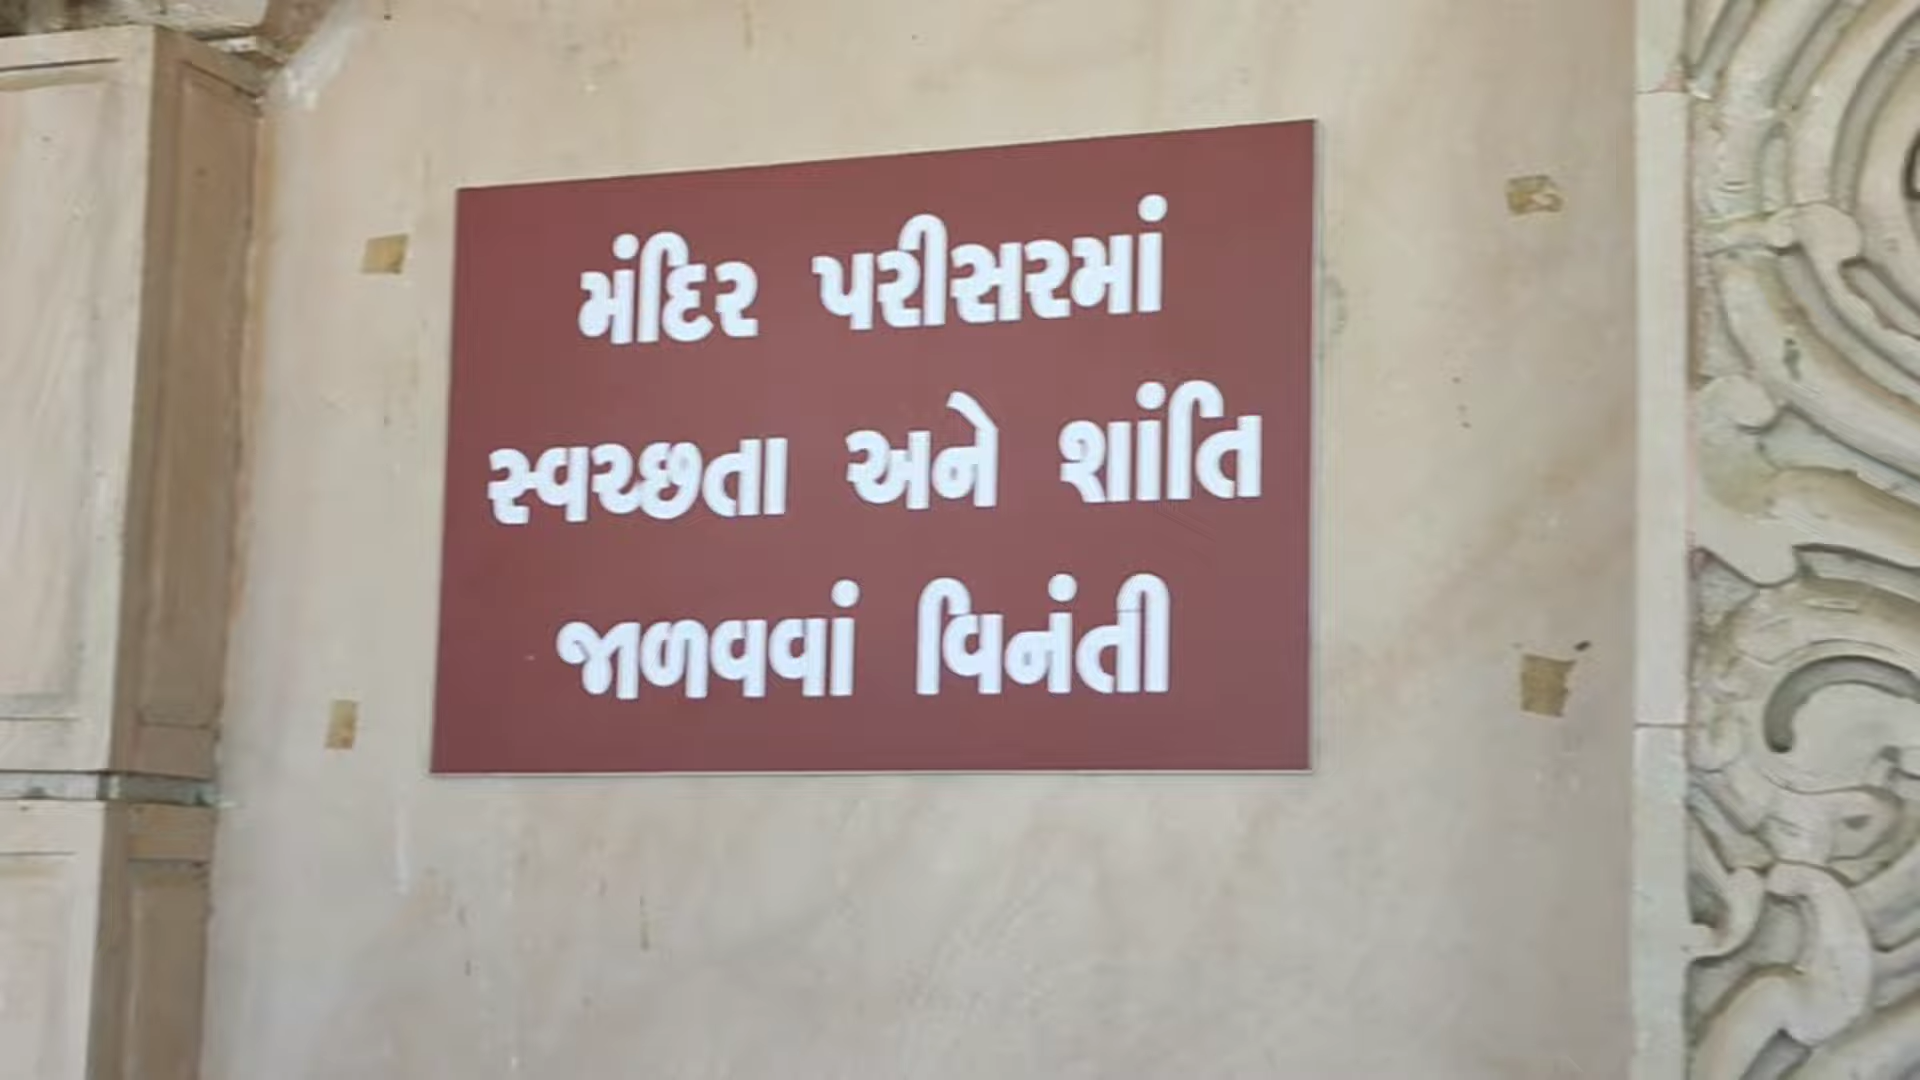 મંદિર પરીસરમાં
સ્વચ્છતા અને શાંતિ
જાળવવાં વિનંતી